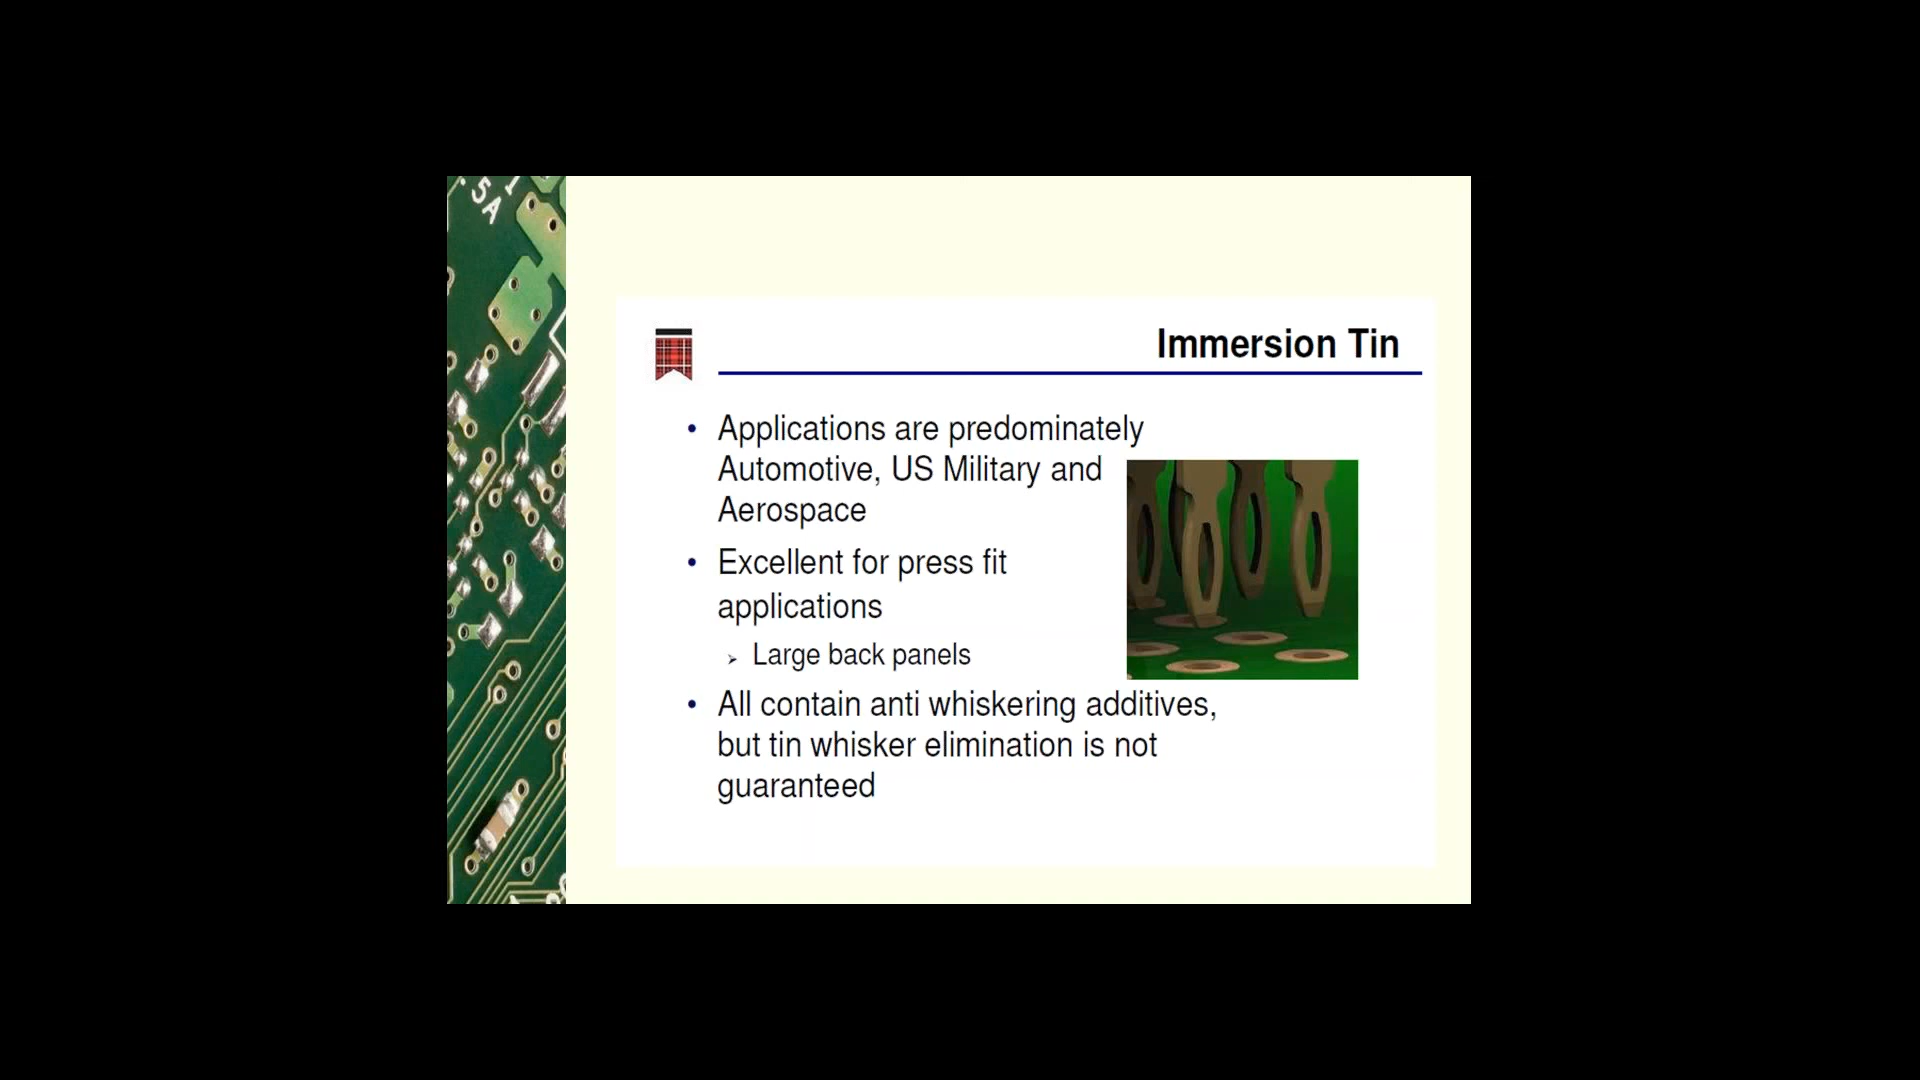 .5A
Immersion Tin
• Applications are predominately
Automotive, US Military and
Aerospace
• Excellent for press fit
applications
➢ Large back panels
• All contain anti whiskering additives,
but tin whisker elimination is not
guaranteed